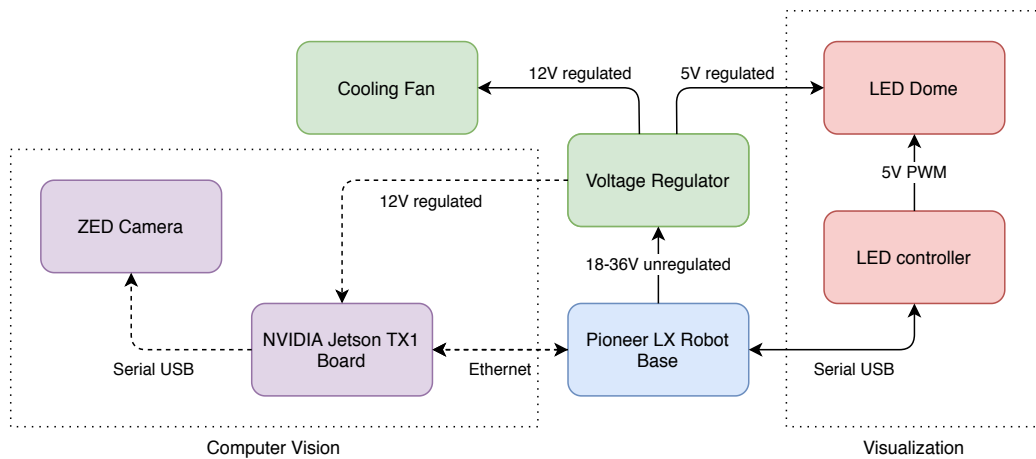 12V regulated
5V regulated
Cooling Fan
LED Dome
Voltage Regulator
5V PWM
12V regulated
ZED Camera
18-36V unregulated
LED controller
NVIDIA Jetson TX1
Board
Pioneer LX Robot
Base
Serial USB
Ethernet
Serial USB
Computer Vision
Visualization